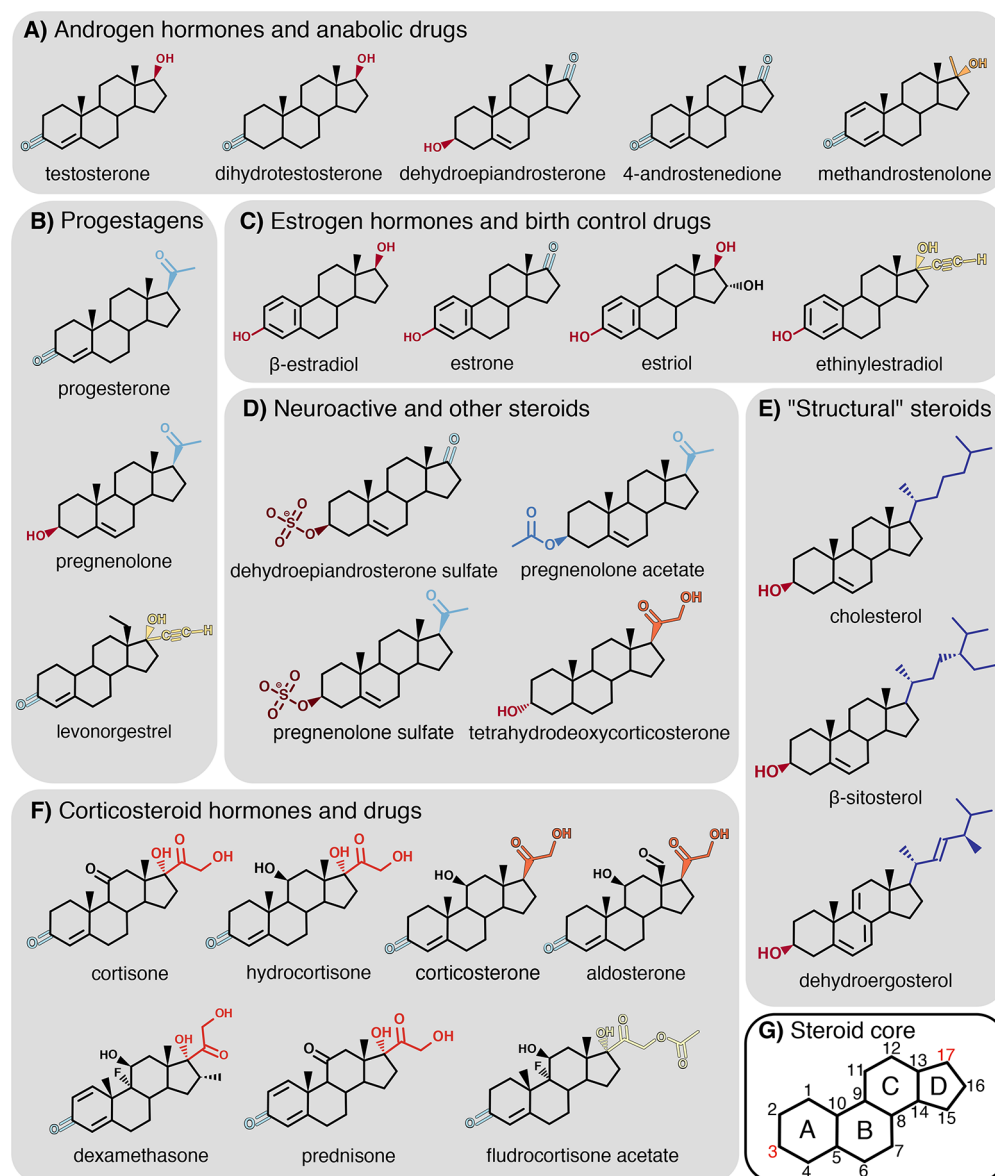 A) Androgen hormones and anabolic drugs
OH
O
testosterone
OH
O
dihydrotestosterone
O
HO
dehydroepiandrosterone
O
O
4-androstenedione
OH
O
methandrostenolone
B) Progestagens
O
O
progesterone
O
HO
pregnenolone
OH
C
C
H
O
levonorgestrel
C) Estrogen hormones and birth control drugs
OH
HO
β-estradiol
O
HO
estrone
OH
OH
HO
estriol
OH
C
C
H
HO
ethinylestradiol
D) Neuroactive and other steroids
O
O
O
S
⊖
O
O
dehydroepiandrosterone sulfate
O
O
O
pregnenolone acetate
O
O
O
S
⊖
O
O
pregnenolone sulfate
OH
O
HO
tetrahydrodeoxycorticosterone
E) "Structural" steroids
HO
cholesterol
HO
β-sitosterol
HO
dehydroergosterol
F) Corticosteroid hormones and drugs
O
OH
O
OH
O
cortisone
HO
OH
O
OH
O
hydrocortisone
OH
O
HO
O
corticosterone
OH
O
O
HO
O
aldosterone
OH
OH
O
HO
F
O
dexamethasone
O
OH
O
OH
O
prednisone
O
OH
O
O
HO
F
O
fludrocortisone acetate
G) Steroid core
12
11
13
17
1
C
D
16
2
10
9
14
15
A
B
8
3
5
7
4
6